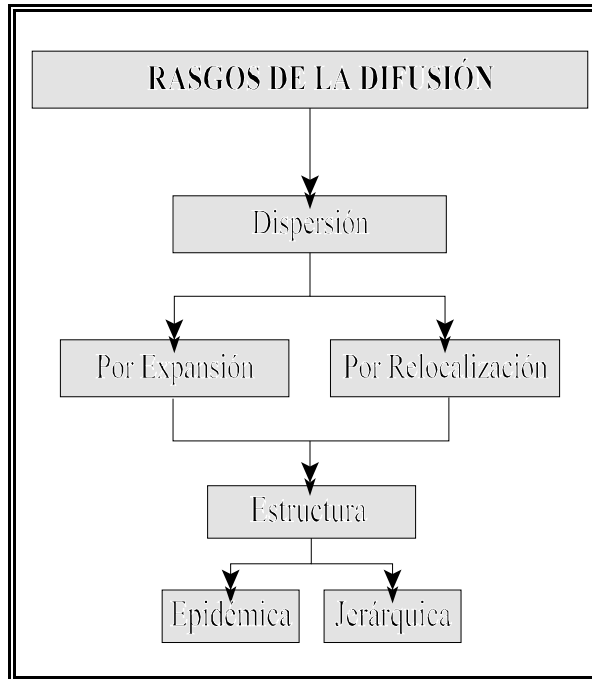 RASGOS DE LA DIFUSIÓN
Dispersión
Por Expansión
Por Relocalización
Estructura
Epidémica
Jerárquica